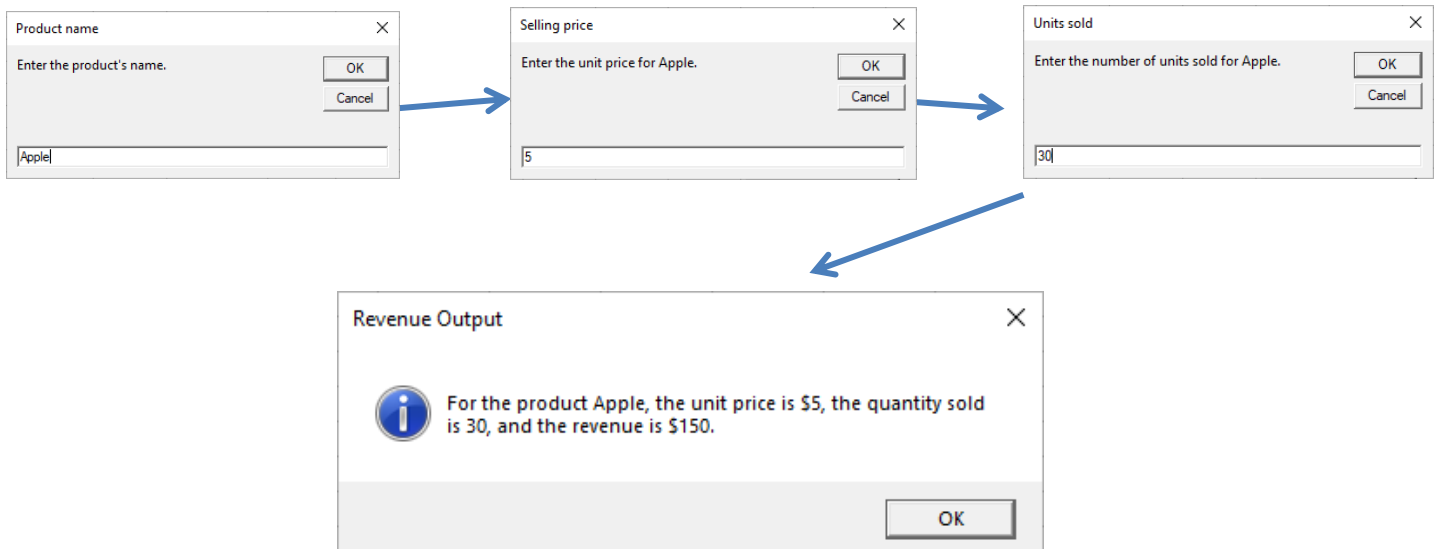 Product name
Enter the product's name.
OK
Cancel
Apple
Selling price
Enter the unit price for Apple.
OK
Cancel
5
Units sold
Enter the number of units sold for Apple.
OK
Cancel
30
Revenue Output
For the product Apple, the unit price is $5, the quantity sold
is 30, and the revenue is $150.
OK